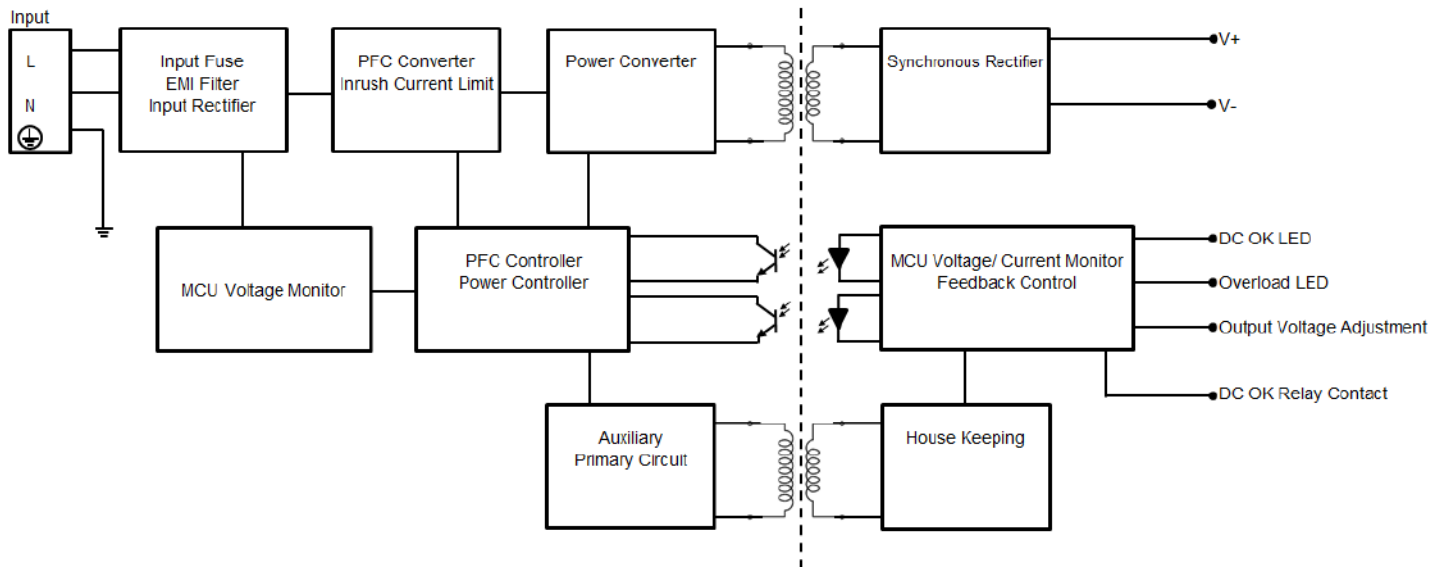 Input
L
N
Input Fuse
EMI Filter
Input Rectifier
PFC Converter
Inrush Current Limit
Power Converter
Synchronous Rectifier
V+
V-
MCU Voltage Monitor
PFC Controller
Power Controller
MCU Voltage/ Current Monitor
Feedback Control
DC OK LED
Overload LED
Output Voltage Adjustment
DC OK Relay Contact
Auxiliary
Primary Circuit
House Keeping